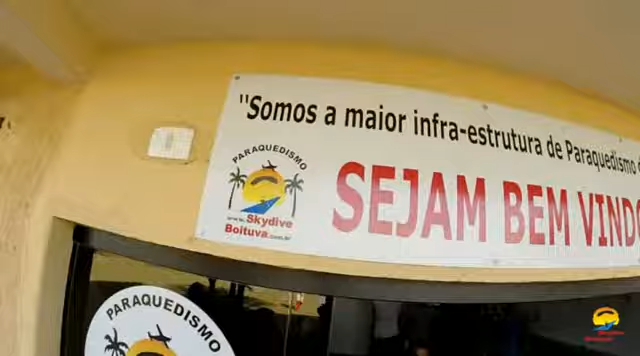 "Somos a maior infra-estrutura de Paraquedismo
PARAQUEDISMO
www.Skydive
Boituva.com.br
SEJAM BEM VINDO
PARAQUEDISMO